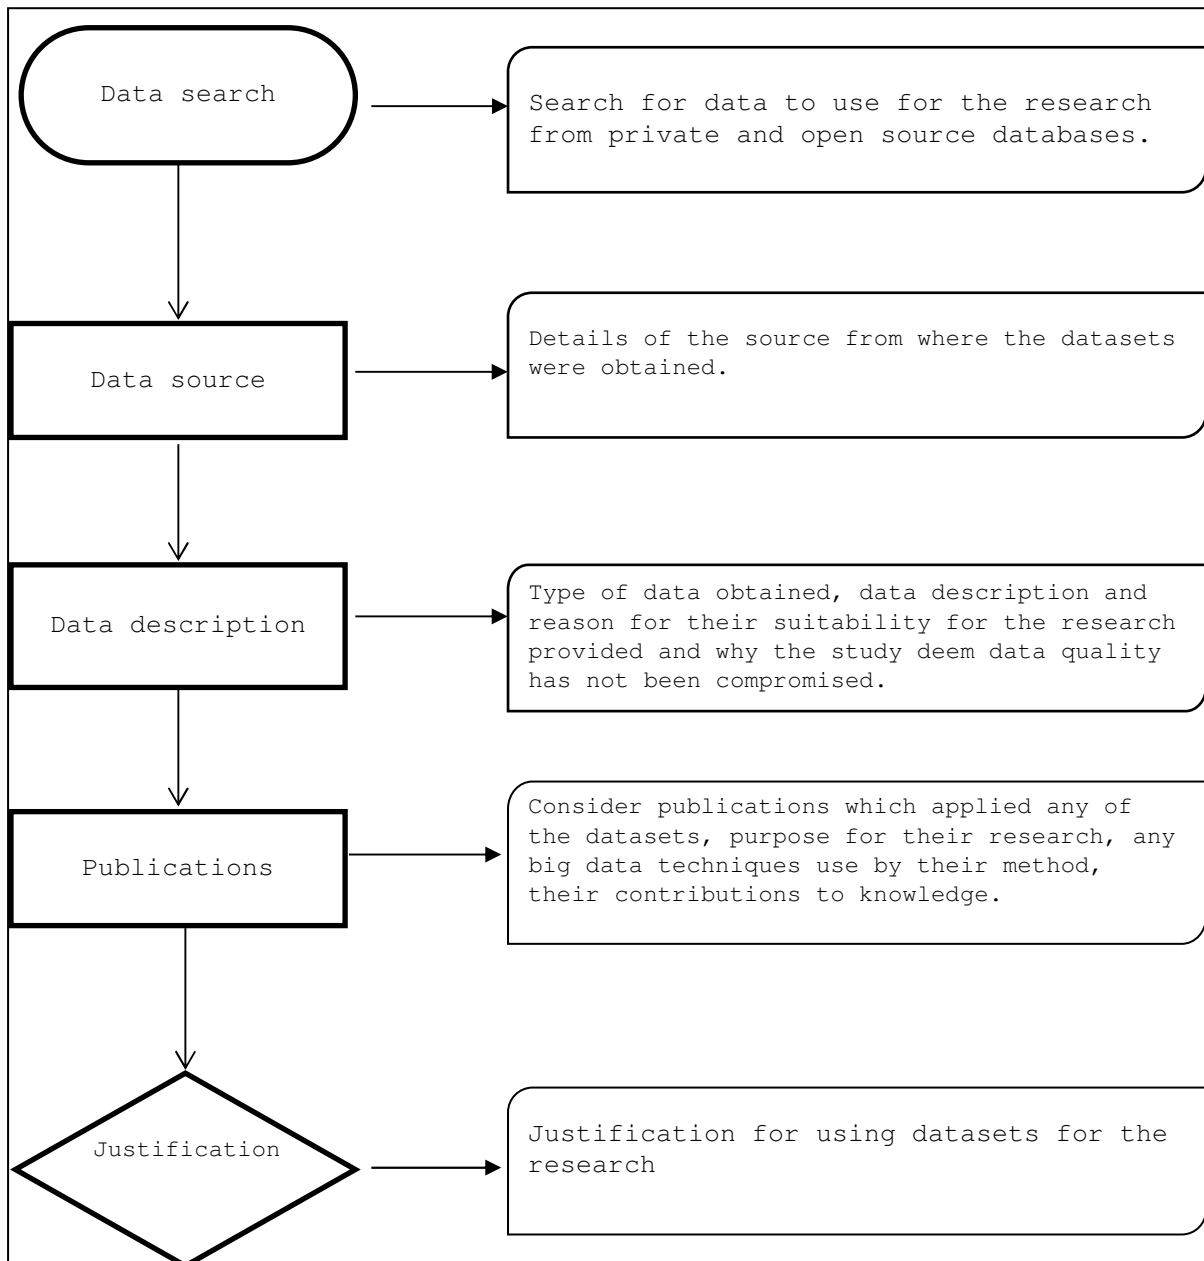 Data search
Search for data to use for the research
from private and open source databases.
Data source
Details of the source from where the datasets
were obtained.
Data description
Type of data obtained, data description and
reason for their suitability for the research
provided and why the study deem data quality
has not been compromised.
Publications
Consider publications which applied any of
the datasets, purpose for their research, any
big data techniques use by their method,
their contributions to knowledge.
Justification
Justification for using datasets for the
research